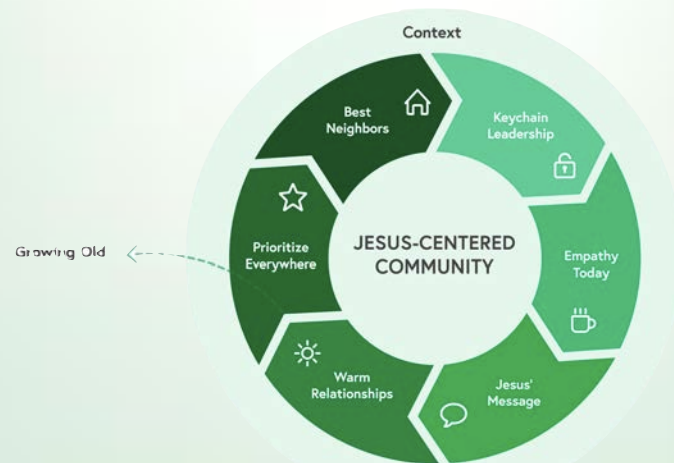 Context
Best
Neighbors
Keychain
Leadership
Prioritize
Everywhere
JESUS-CENTERED
COMMUNITY
Empathy
Today
Growing Old
Warm
Relationships
Jesus'
Message